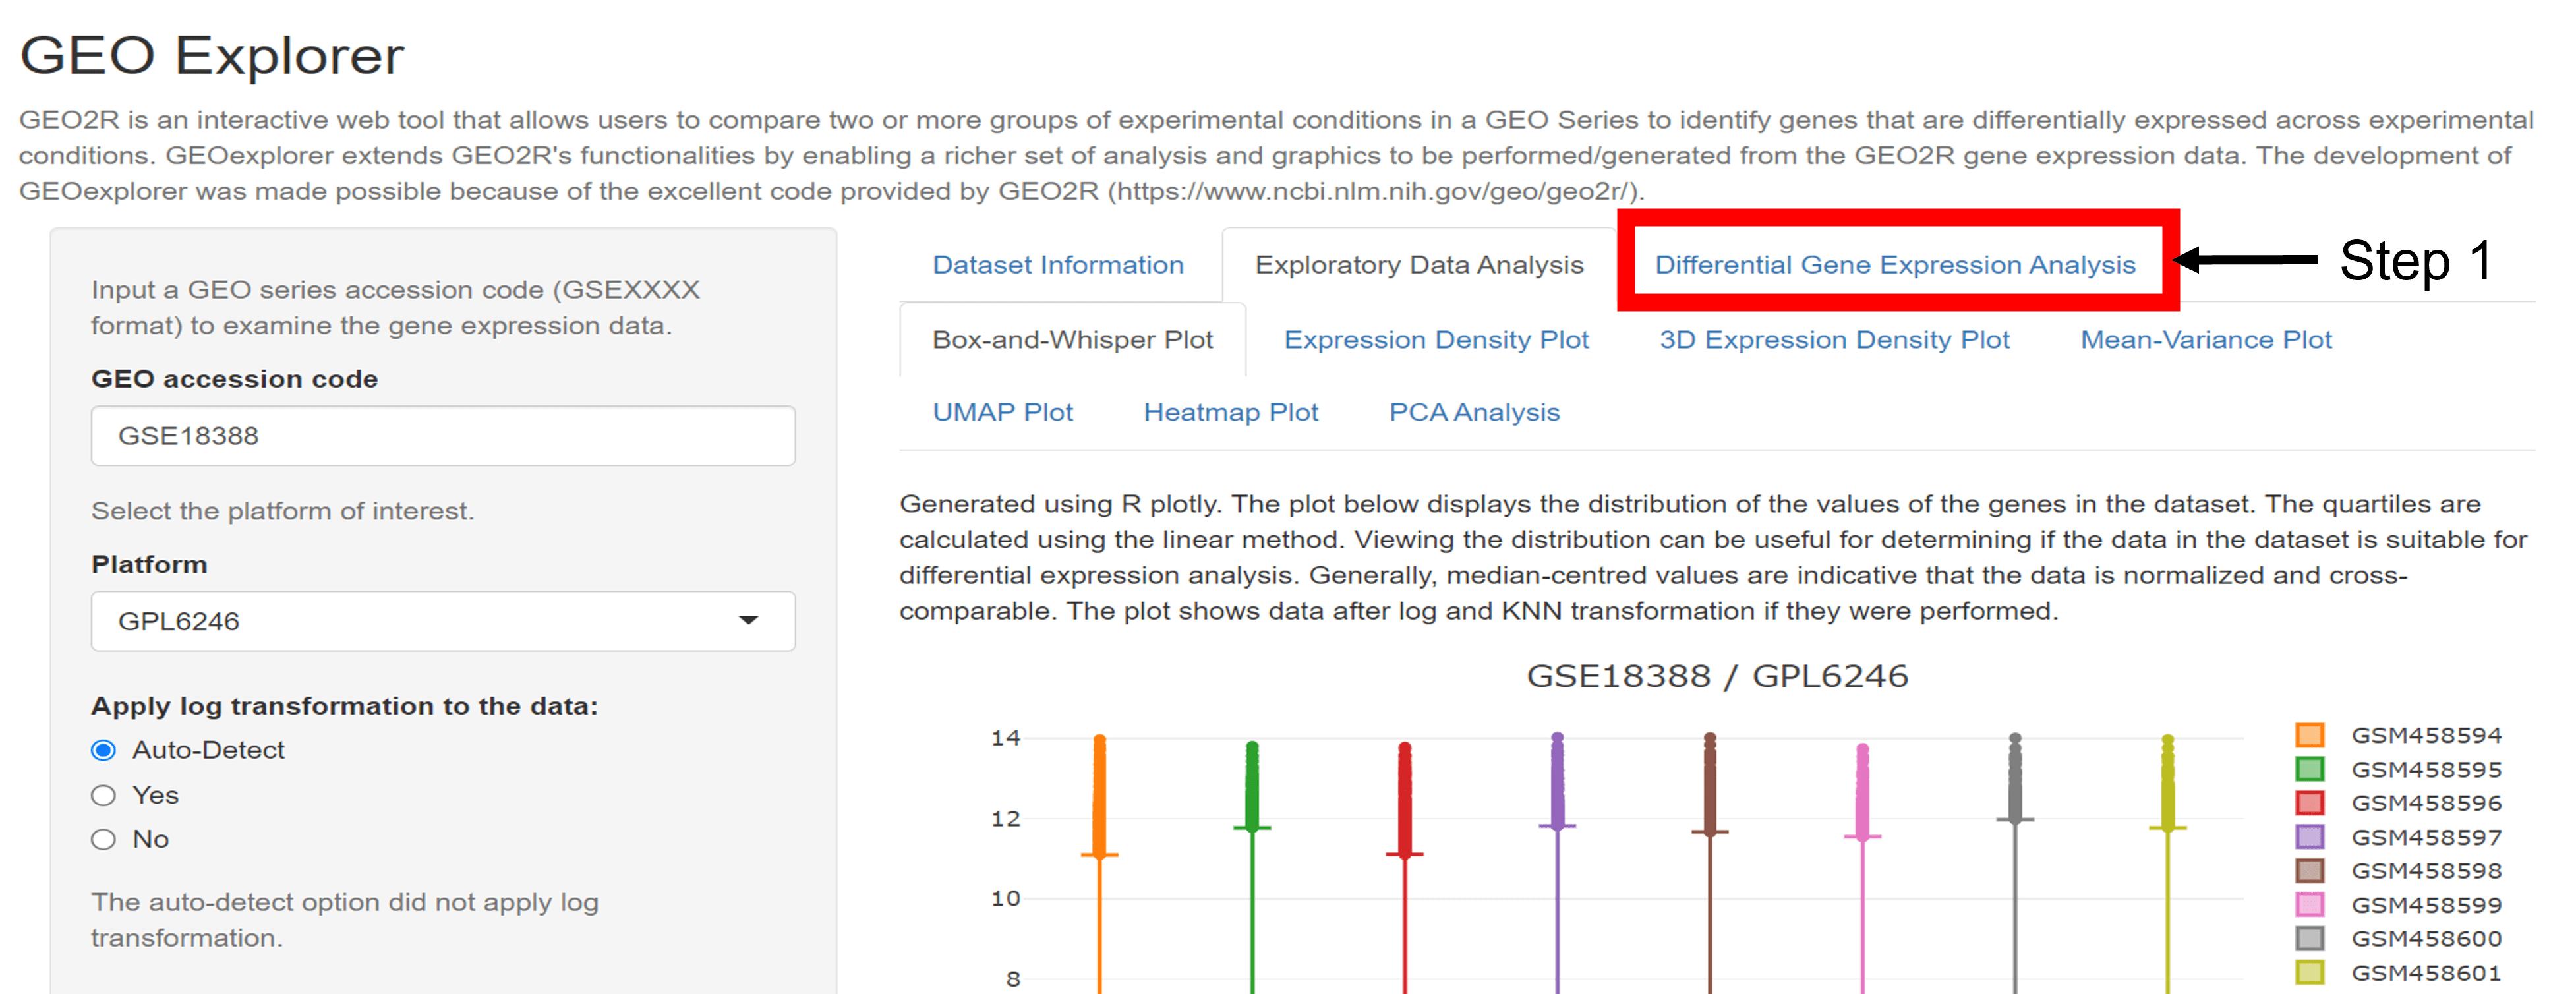 GEO Explorer
GEO2R is an interactive web tool that allows users to compare two or more groups of experimental conditions in a GEO Series to identify genes that are differentially expressed across experimental
conditions. GEOexplorer extends GEO2R's functionalities by enabling a richer set of analysis and graphics to be performed/generated from the GEO2R gene expression data. The development of
GEOexplorer was made possible because of the excellent code provided by GEO2R (https://www.ncbi.nlm.nih.gov/geo/geo2r/).
Input a GEO series accession code (GSEXXXX
format) to examine the gene expression data.
GEO accession code
GSE18388
Select the platform of interest.
Platform
GPL6246
Apply log transformation to the data:
Auto-Detect
Yes
No
The auto-detect option did not apply log
transformation.
Dataset Information Exploratory Data Analysis Differential Gene Expression Analysis Step 1
Box-and-Whisper Plot Expression Density Plot 3D Expression Density Plot Mean-Variance Plot
UMAP Plot Heatmap Plot PCA Analysis
Generated using R plotly. The plot below displays the distribution of the values of the genes in the dataset. The quartiles are
calculated using the linear method. Viewing the distribution can be useful for determining if the data in the dataset is suitable for
differential expression analysis. Generally, median-centred values are indicative that the data is normalized and cross-
comparable. The plot shows data after log and KNN transformation if they were performed.
GSE18388 / GPL6246
14
12
10
8
GSM458594
GSM458595
GSM458596
GSM458597
GSM458598
GSM458599
GSM458600
GSM458601